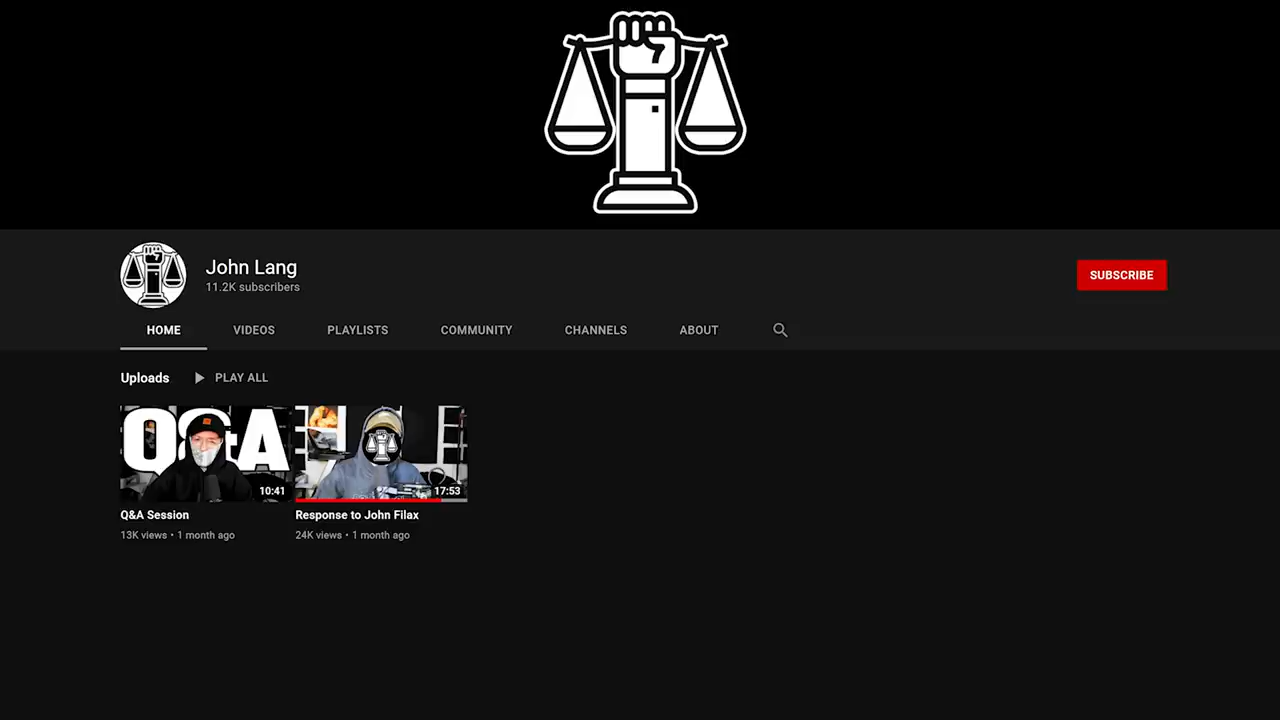 John Lang
11.2K subscribers
SUBSCRIBE
HOME VIDEOS PLAYLISTS COMMUNITY CHANNELS ABOUT
Uploads PLAY ALL
Q&A
10:41
17:53
Q&A Session
13K views • 1 month ago
Response to John Filax
24K views • 1 month ago